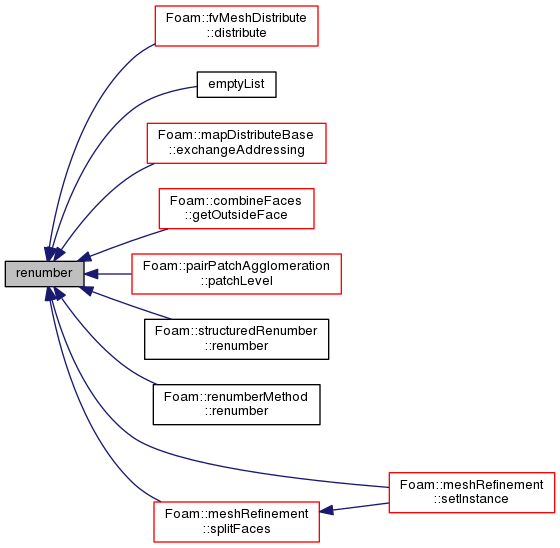 Foam::fvMeshDistribute
::distribute
emptyList
Foam::mapDistributeBase
::exchangeAddressing
Foam::combineFaces
::getOutsideFace
renumber
Foam::pairPatchAgglomeration
::patchLevel
Foam::structuredRenumber
::renumber
Foam::renumberMethod
::renumber
Foam::meshRefinement
::setInstance
Foam::meshRefinement
::splitFaces